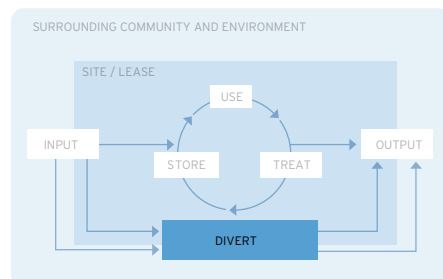 SURROUNDING COMMUNITY AND ENVIRONMENT
SITE / LEASE
USE
INPUT
OUTPUT
STORE
TREAT
DIVERT